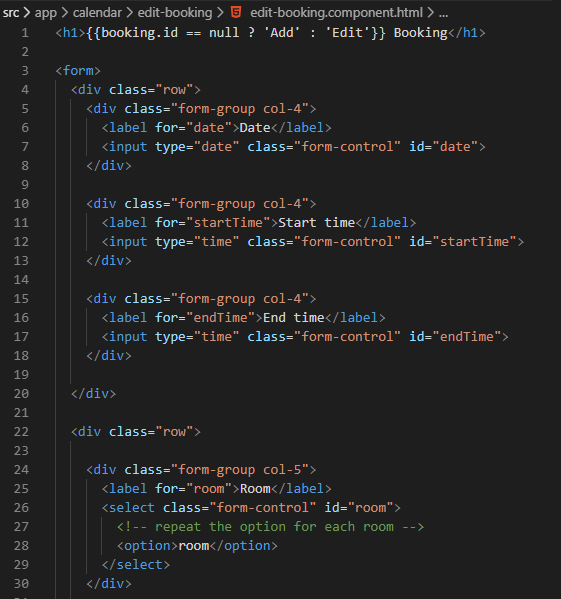 src > app > calendar > edit-booking > edit-booking.component.html > ...
1 <h1>{{booking.id == null ? 'Add' : 'Edit'}} Booking</h1>
2
3 <form>
4 <div class="row">
5 <div class="form-group col-4">
6 <label for="date">Date</label>
7 <input type="date" class="form-control" id="date">
8 </div>
9
10 <div class="form-group col-4">
11 <label for="startTime">Start time</label>
12 <input type="time" class="form-control" id="startTime">
13 </div>
14
15 <div class="form-group col-4">
16 <label for="endTime">End time</label>
17 <input type="time" class="form-control" id="endTime">
18 </div>
19
20 </div>
21
22 <div class="row">
23
24 <div class="form-group col-5">
25 <label for="room">Room</label>
26 <select class="form-control" id="room">
27 <!-- repeat the option for each room -->
28 <option>room</option>
29 </select>
30 </div>